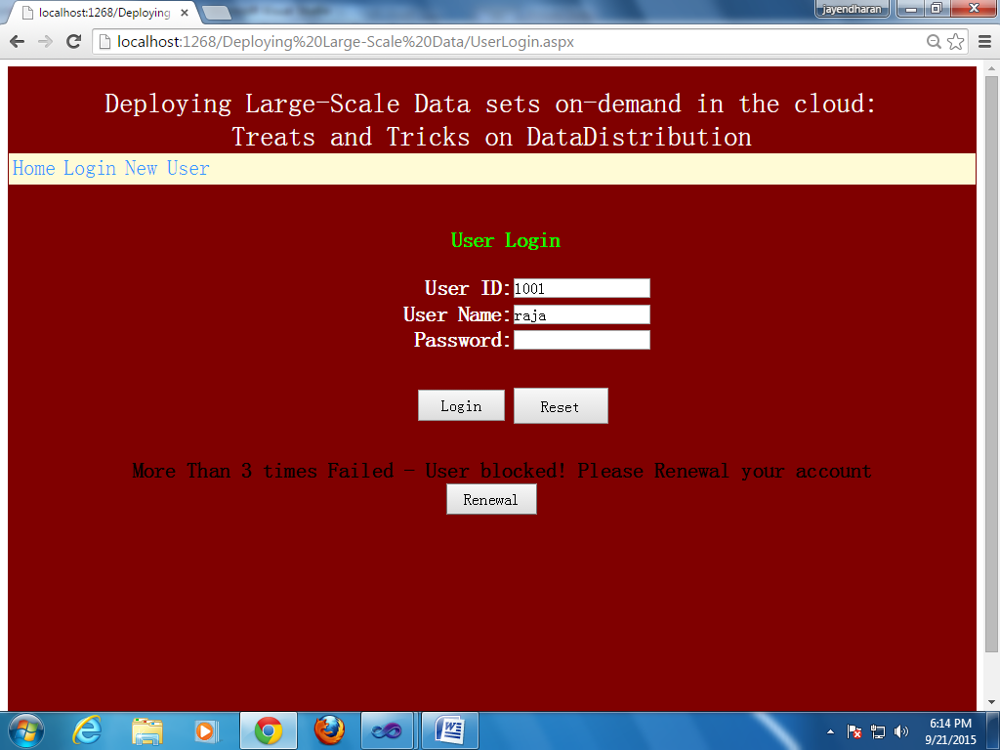 localhost:1268/Deploying
jayendharan
localhost:1268/Deploying%20Large-Scale%20Data/UserLogin.aspx
Deploying Large-Scale Data sets on-demand in the cloud:
Treats and Tricks on DataDistribution
Home Login New User
User Login
User ID: 1001
User Name: raja
Password:
Login Reset
More Than 3 times Failed - User blocked! Please Renewal your account
Renewal
6:14 PM
9/21/2015